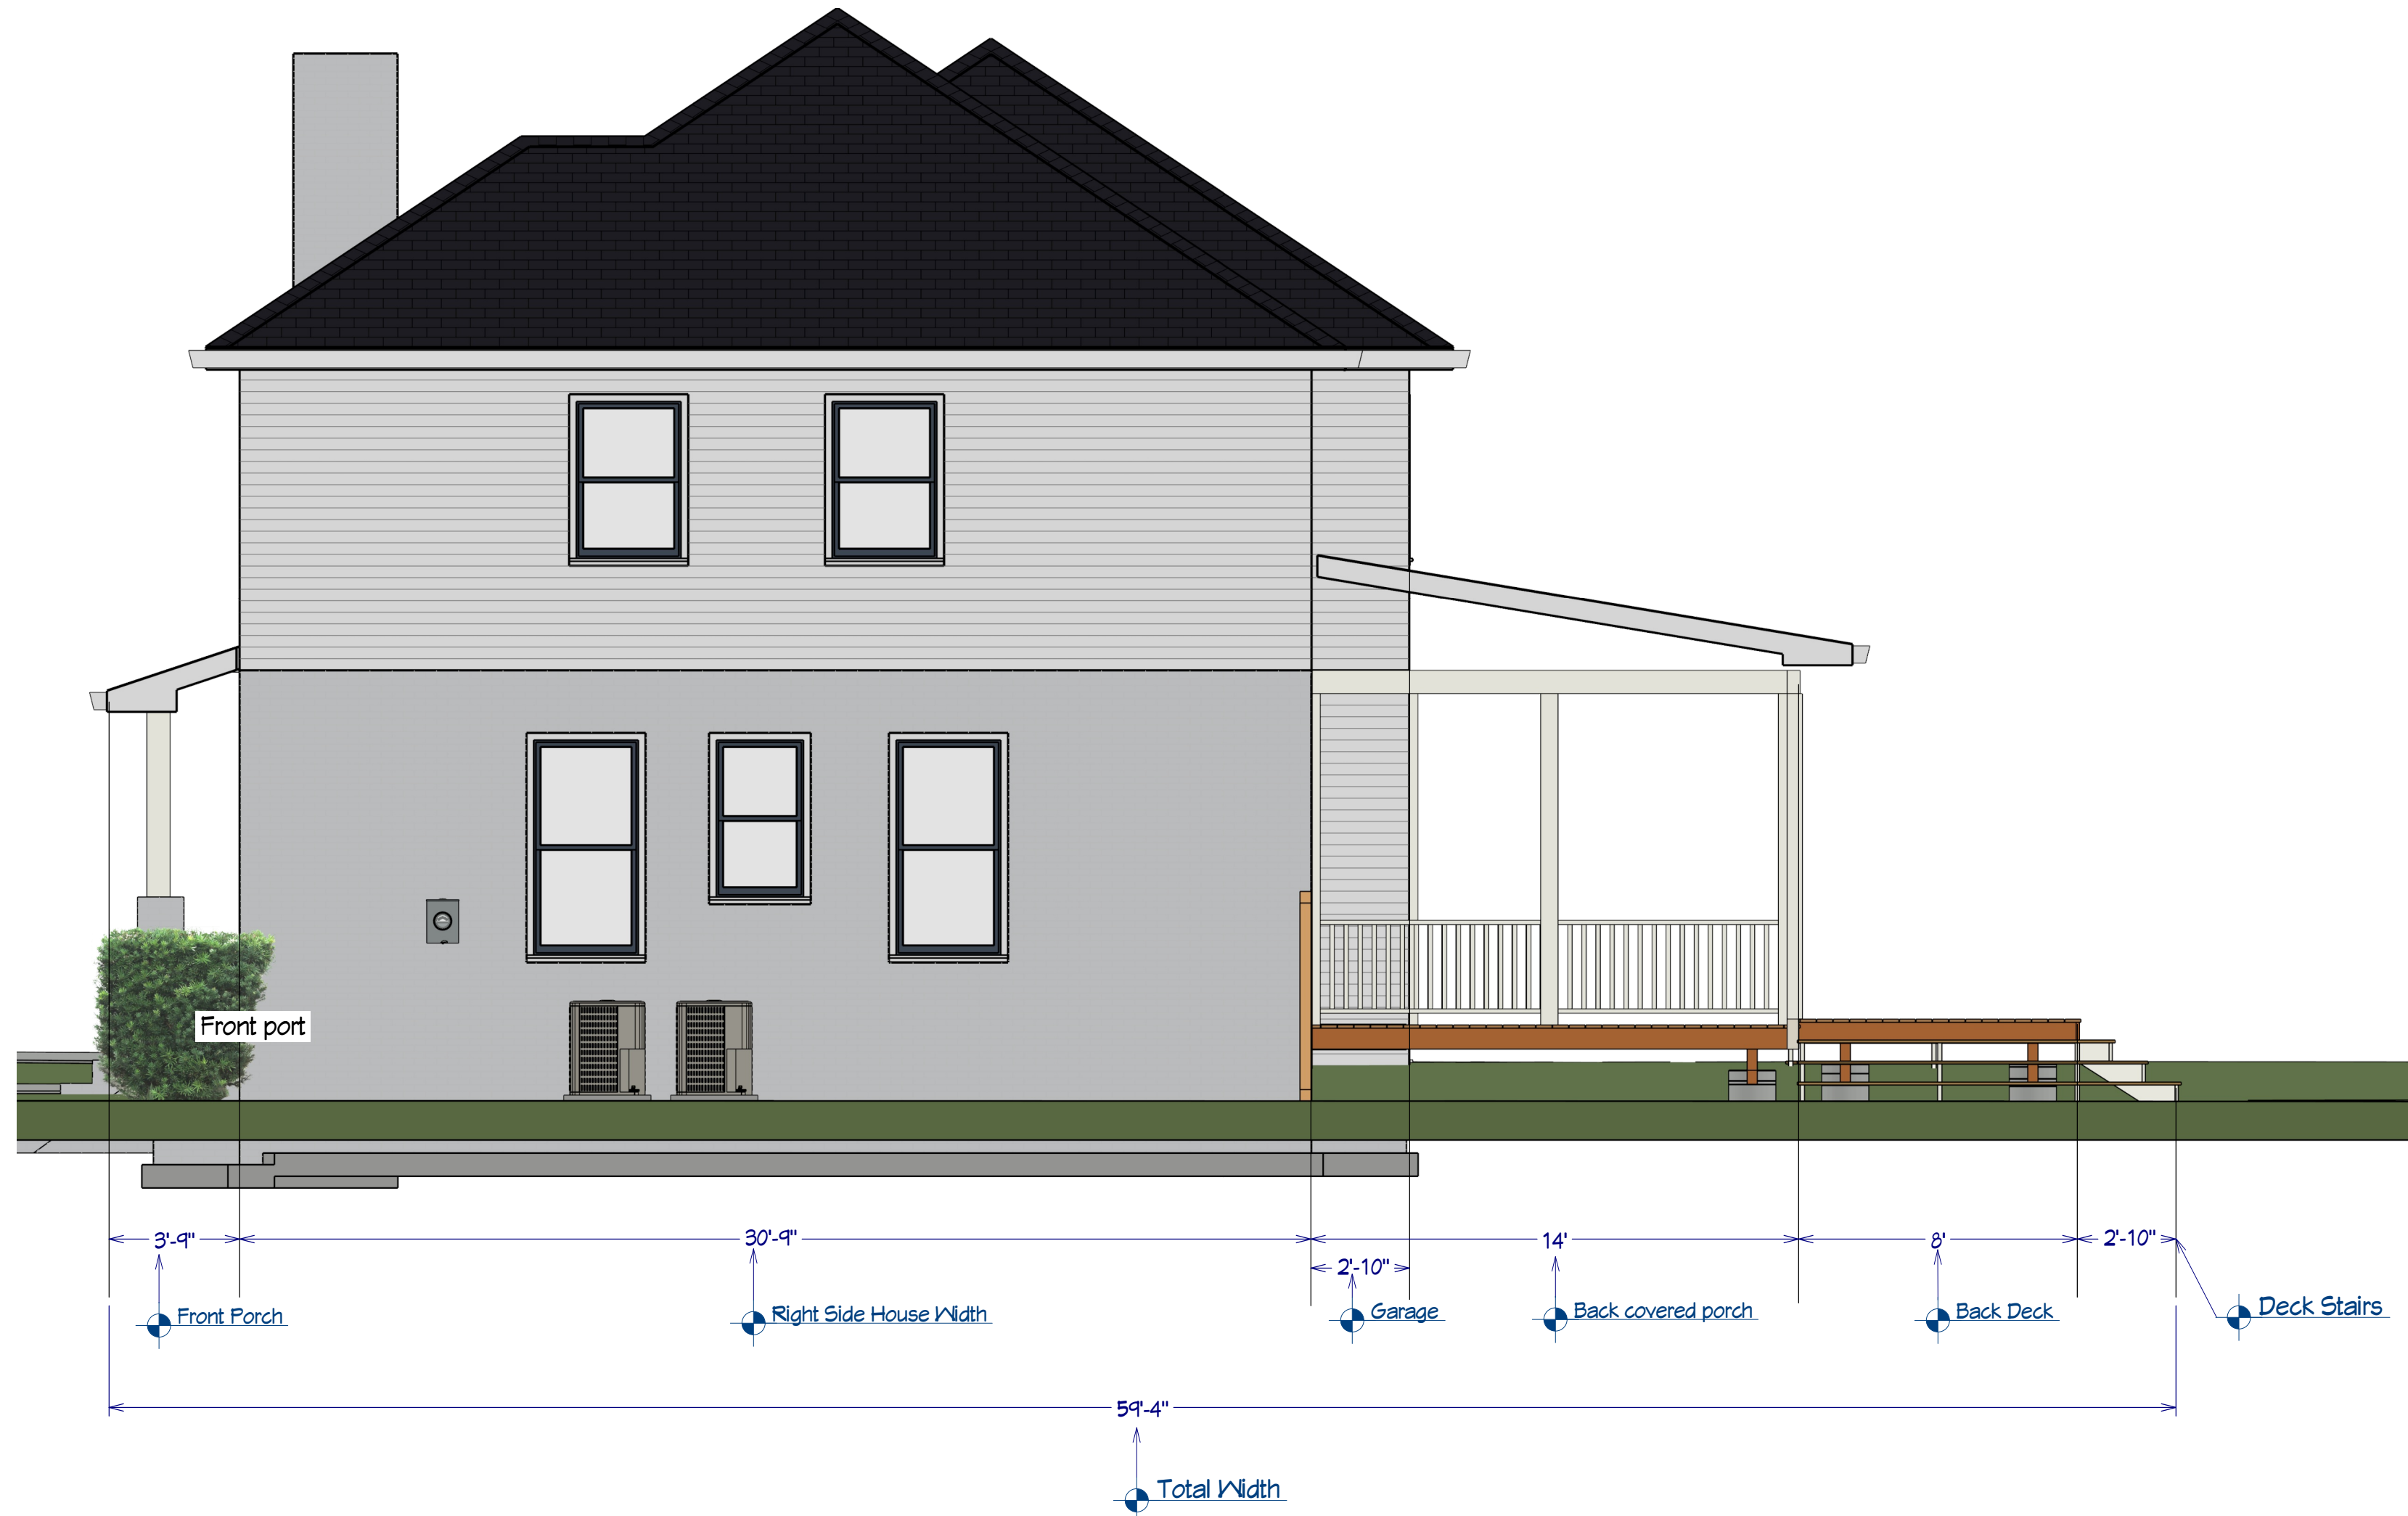 Front port
3'-9"
30'-9"
14'
8'
2'-10"
2'-10"
Front Porch
Right Side House Width
Garage
Back covered porch
Back Deck
Deck Stairs
59'-4"
Total Width